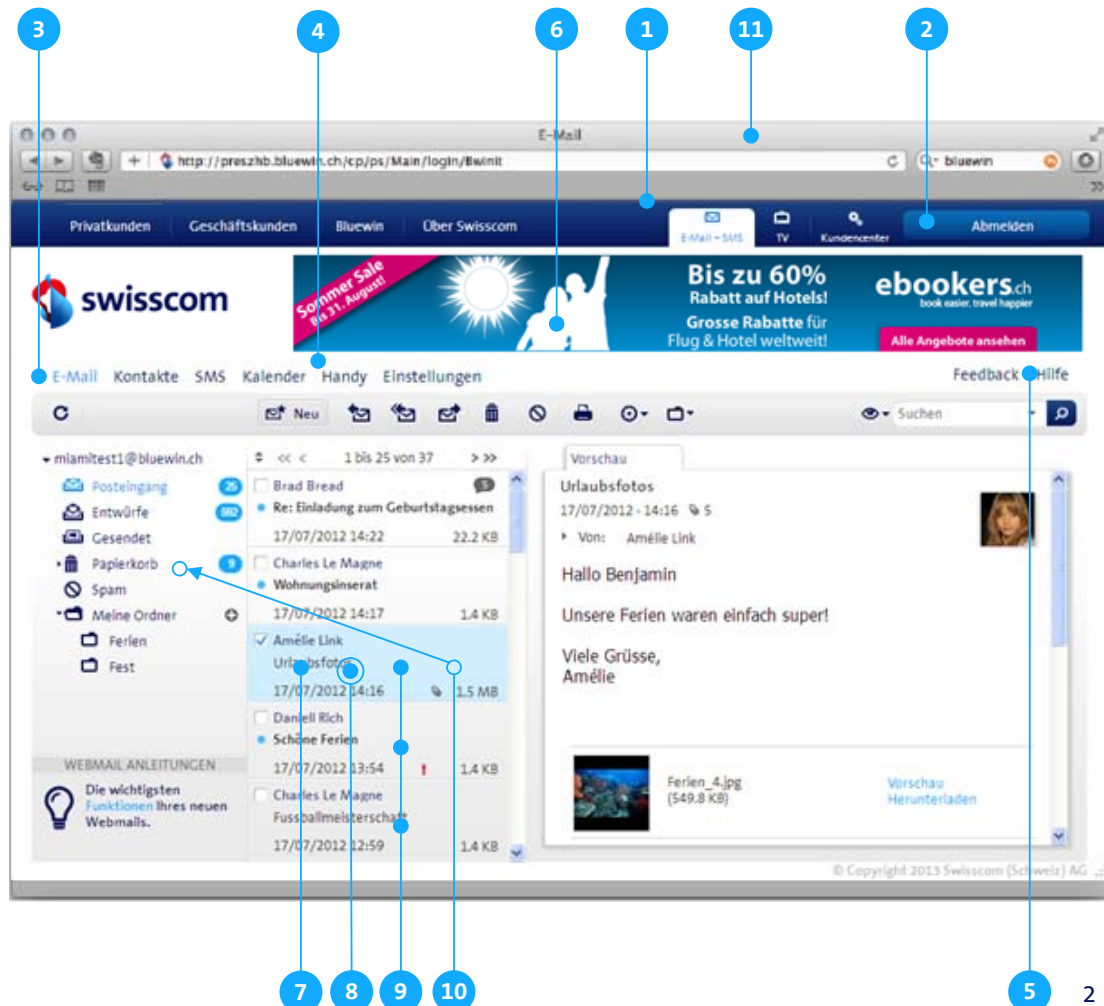 3 4 6 1 11 2
E-Mail
http://preszhb.bluewin.ch/cp/ps/Main/login/Bwinit
bluewin
Privatkunden Geschäftskunden Bluewin Über Swisscom
E-Mail + SMS TV Kundencenter Abmelden
swisscom
Sommer Sale
Bis 31. August!
Bis zu 60%
Rabatt auf Hotels!
Grosse Rabatte für
Flug & Hotel weltweit!
ebookers.ch
book easier. travel happier
Alle Angebote ansehen
E-Mail Kontakte SMS Kalender Handy Einstellungen
Feedback Hilfe
Neu
Suchen
miamitest1@bluewin.ch
Posteingang 25
Entwürfe 592
Gesendet
Papierkorb 9
Spam
Meine Ordner
Ferien
Fest
WEBMAIL ANLEITUNGEN
Die wichtigsten
Funktionen Ihres neuen
Webmails.
<< < 1 bis 25 von 37 > >>
Brad Bread
Re: Einladung zum Geburtstagsessen
17/07/2012 14:22 22.2 KB
Charles Le Magne
Wohnungsinserat
17/07/2012 14:17 1.4 KB
Amélie Link
Urlaubsfotos
17/07/2012 14:16 1.5 MB
Daniell Rich
Schöne Ferien
17/07/2012 13:54 ! 1.4 KB
Charles Le Magne
Fussballmeisterschaft
17/07/2012 12:59 1.4 KB
Vorschau
Urlaubsfotos
17/07/2012 - 14:16 5
Von: Amélie Link
Hallo Benjamin
Unsere Ferien waren einfach super!
Viele Grüsse,
Amélie
Ferien_4.jpg
(549.8 KB)
Vorschau
Herunterladen
© Copyright 2013 Swisscom (Schweiz) AG
7 8 9 10 5
2